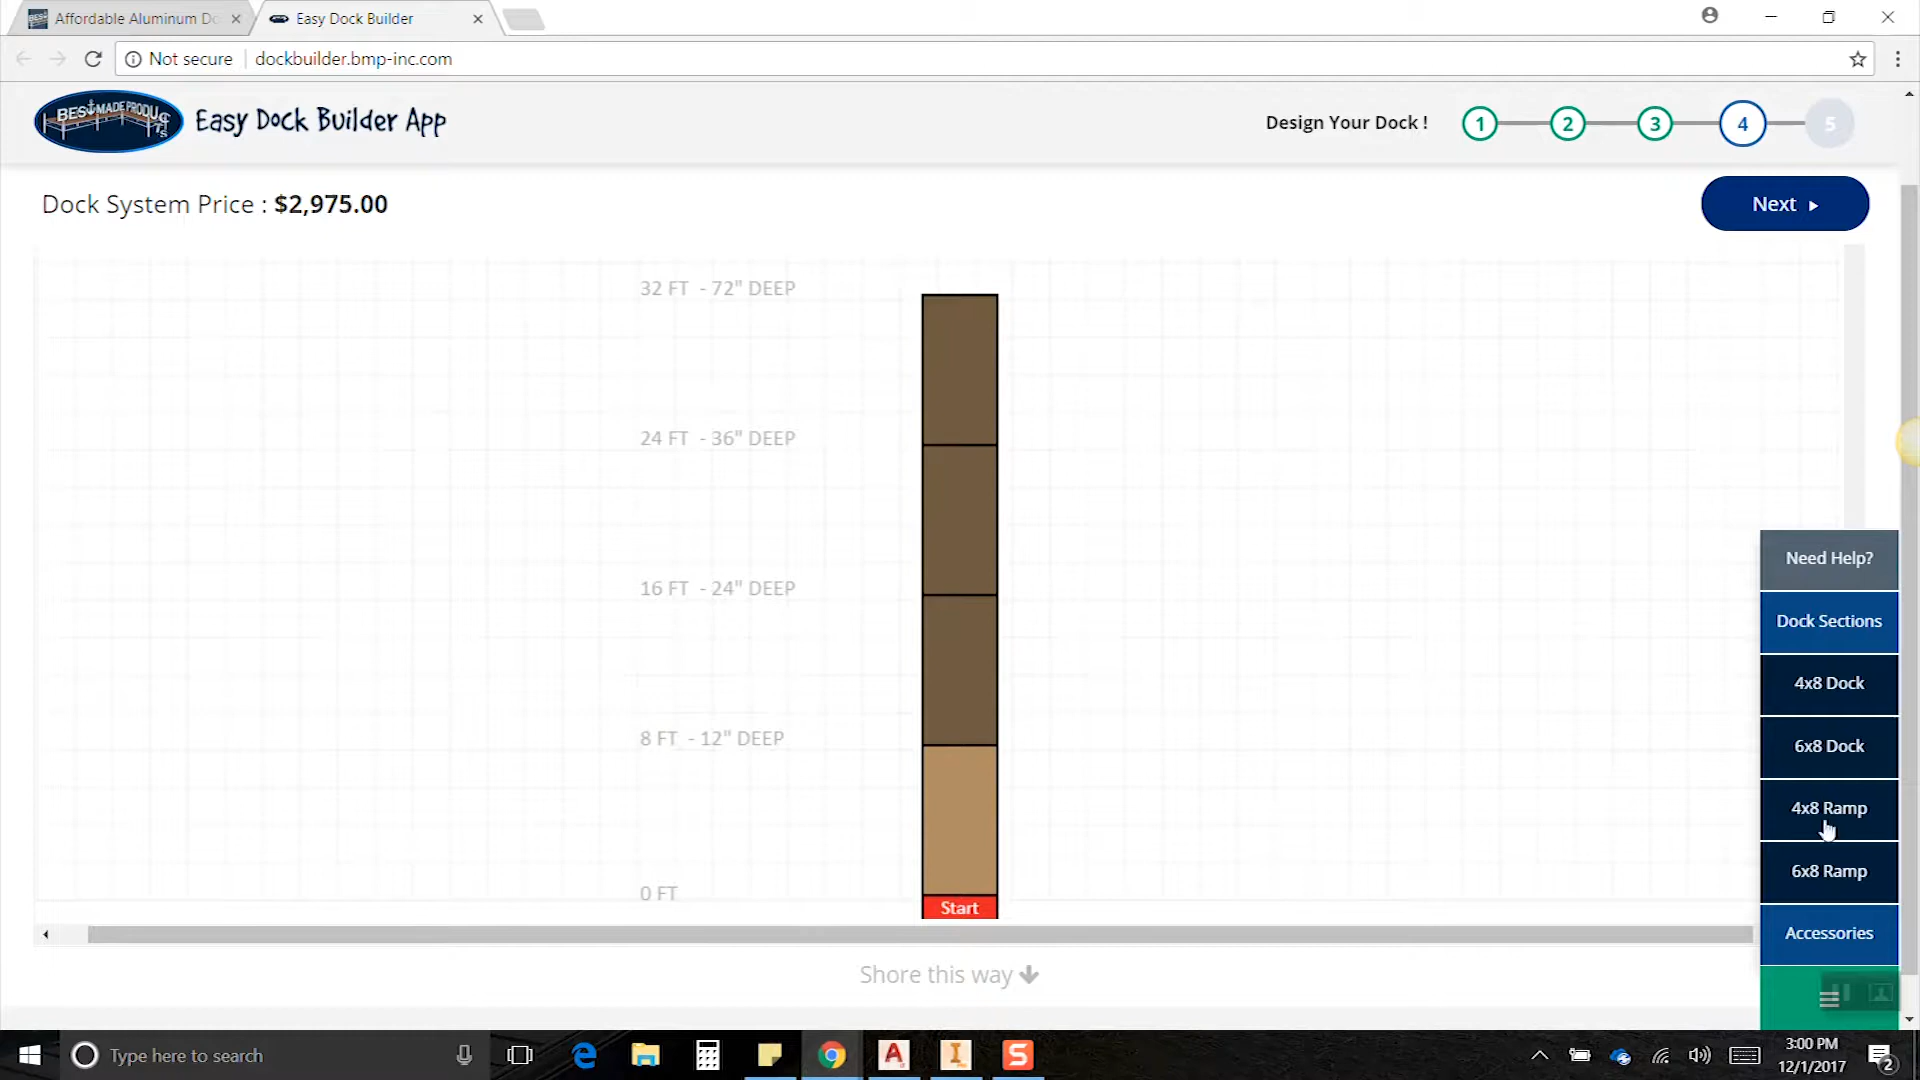 Affordable Aluminum Do
Easy Dock Builder
Not secure
dockbuilder.bmp-inc.com
BEST MADE PRODUCTS
Easy Dock Builder App
Design Your Dock !
1
2
3
4
5
Dock System Price : $2,975.00
Next
32 FT - 72" DEEP
24 FT - 36" DEEP
16 FT - 24" DEEP
8 FT - 12" DEEP
0 FT
Start
Shore this way
Need Help?
Dock Sections
4x8 Dock
6x8 Dock
4x8 Ramp
6x8 Ramp
Accessories
Type here to search
3:00 PM
12/1/2017
2